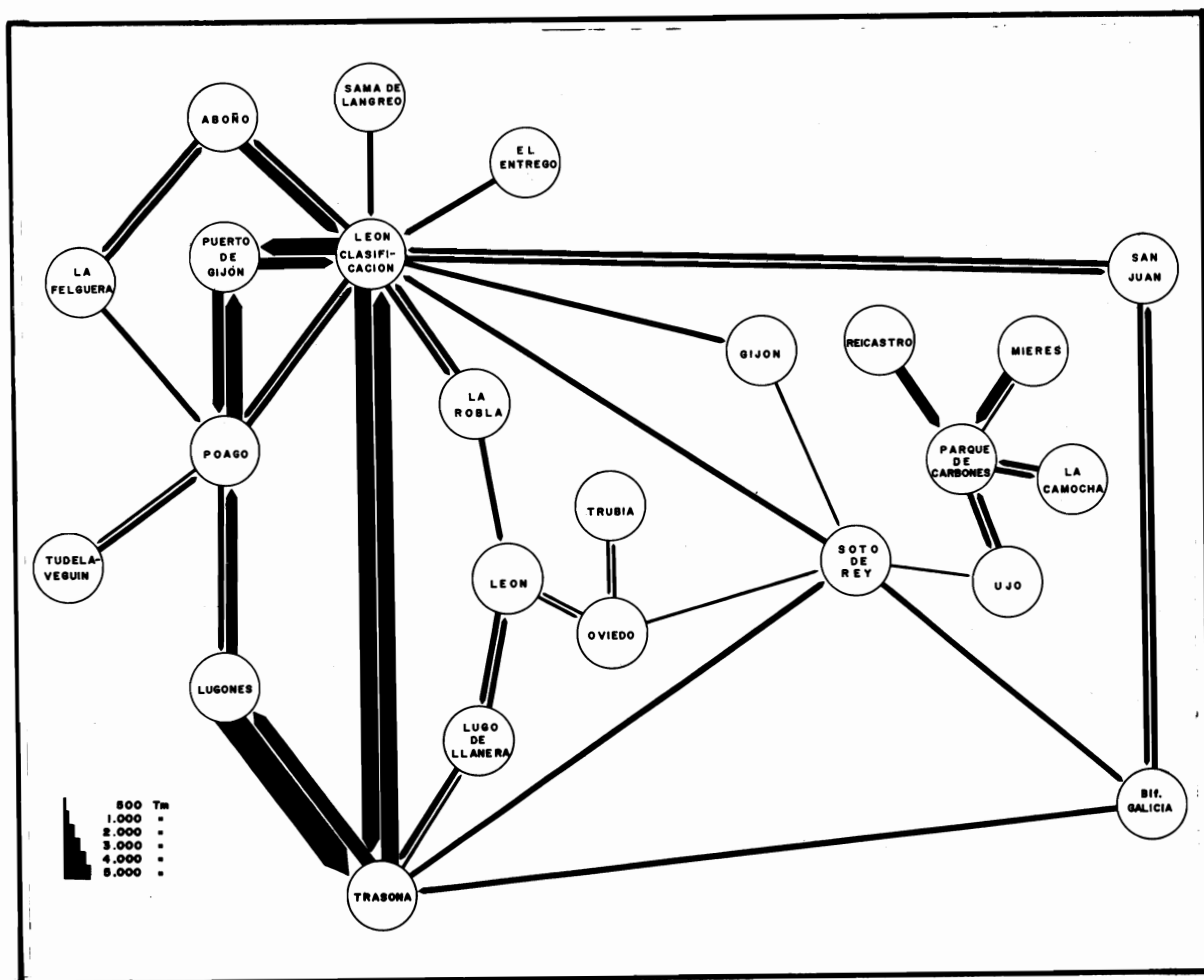 SAMA DE
LANGREO
ABOÑO
EL
ENTREGO
PUERTO
DE
GIJÓN
LEON
CLASIFI-
CACION
LA
FELGUERA
SAN
JUAN
GIJON
REICASTRO
MIERES
LA
ROBLA
POAGO
PARQUE
DE
CARBONES
LA
CAMOCHA
TRUBIA
TUDELA-
VEGUIN
LEON
SOTO
DE
REY
UJO
OVIEDO
LUGONES
LUGO
DE
LLANERA
Bif.
GALICIA
500 Tm
1.000 "
2.000 "
3.000 "
4.000 "
5.000 "
TRASONA